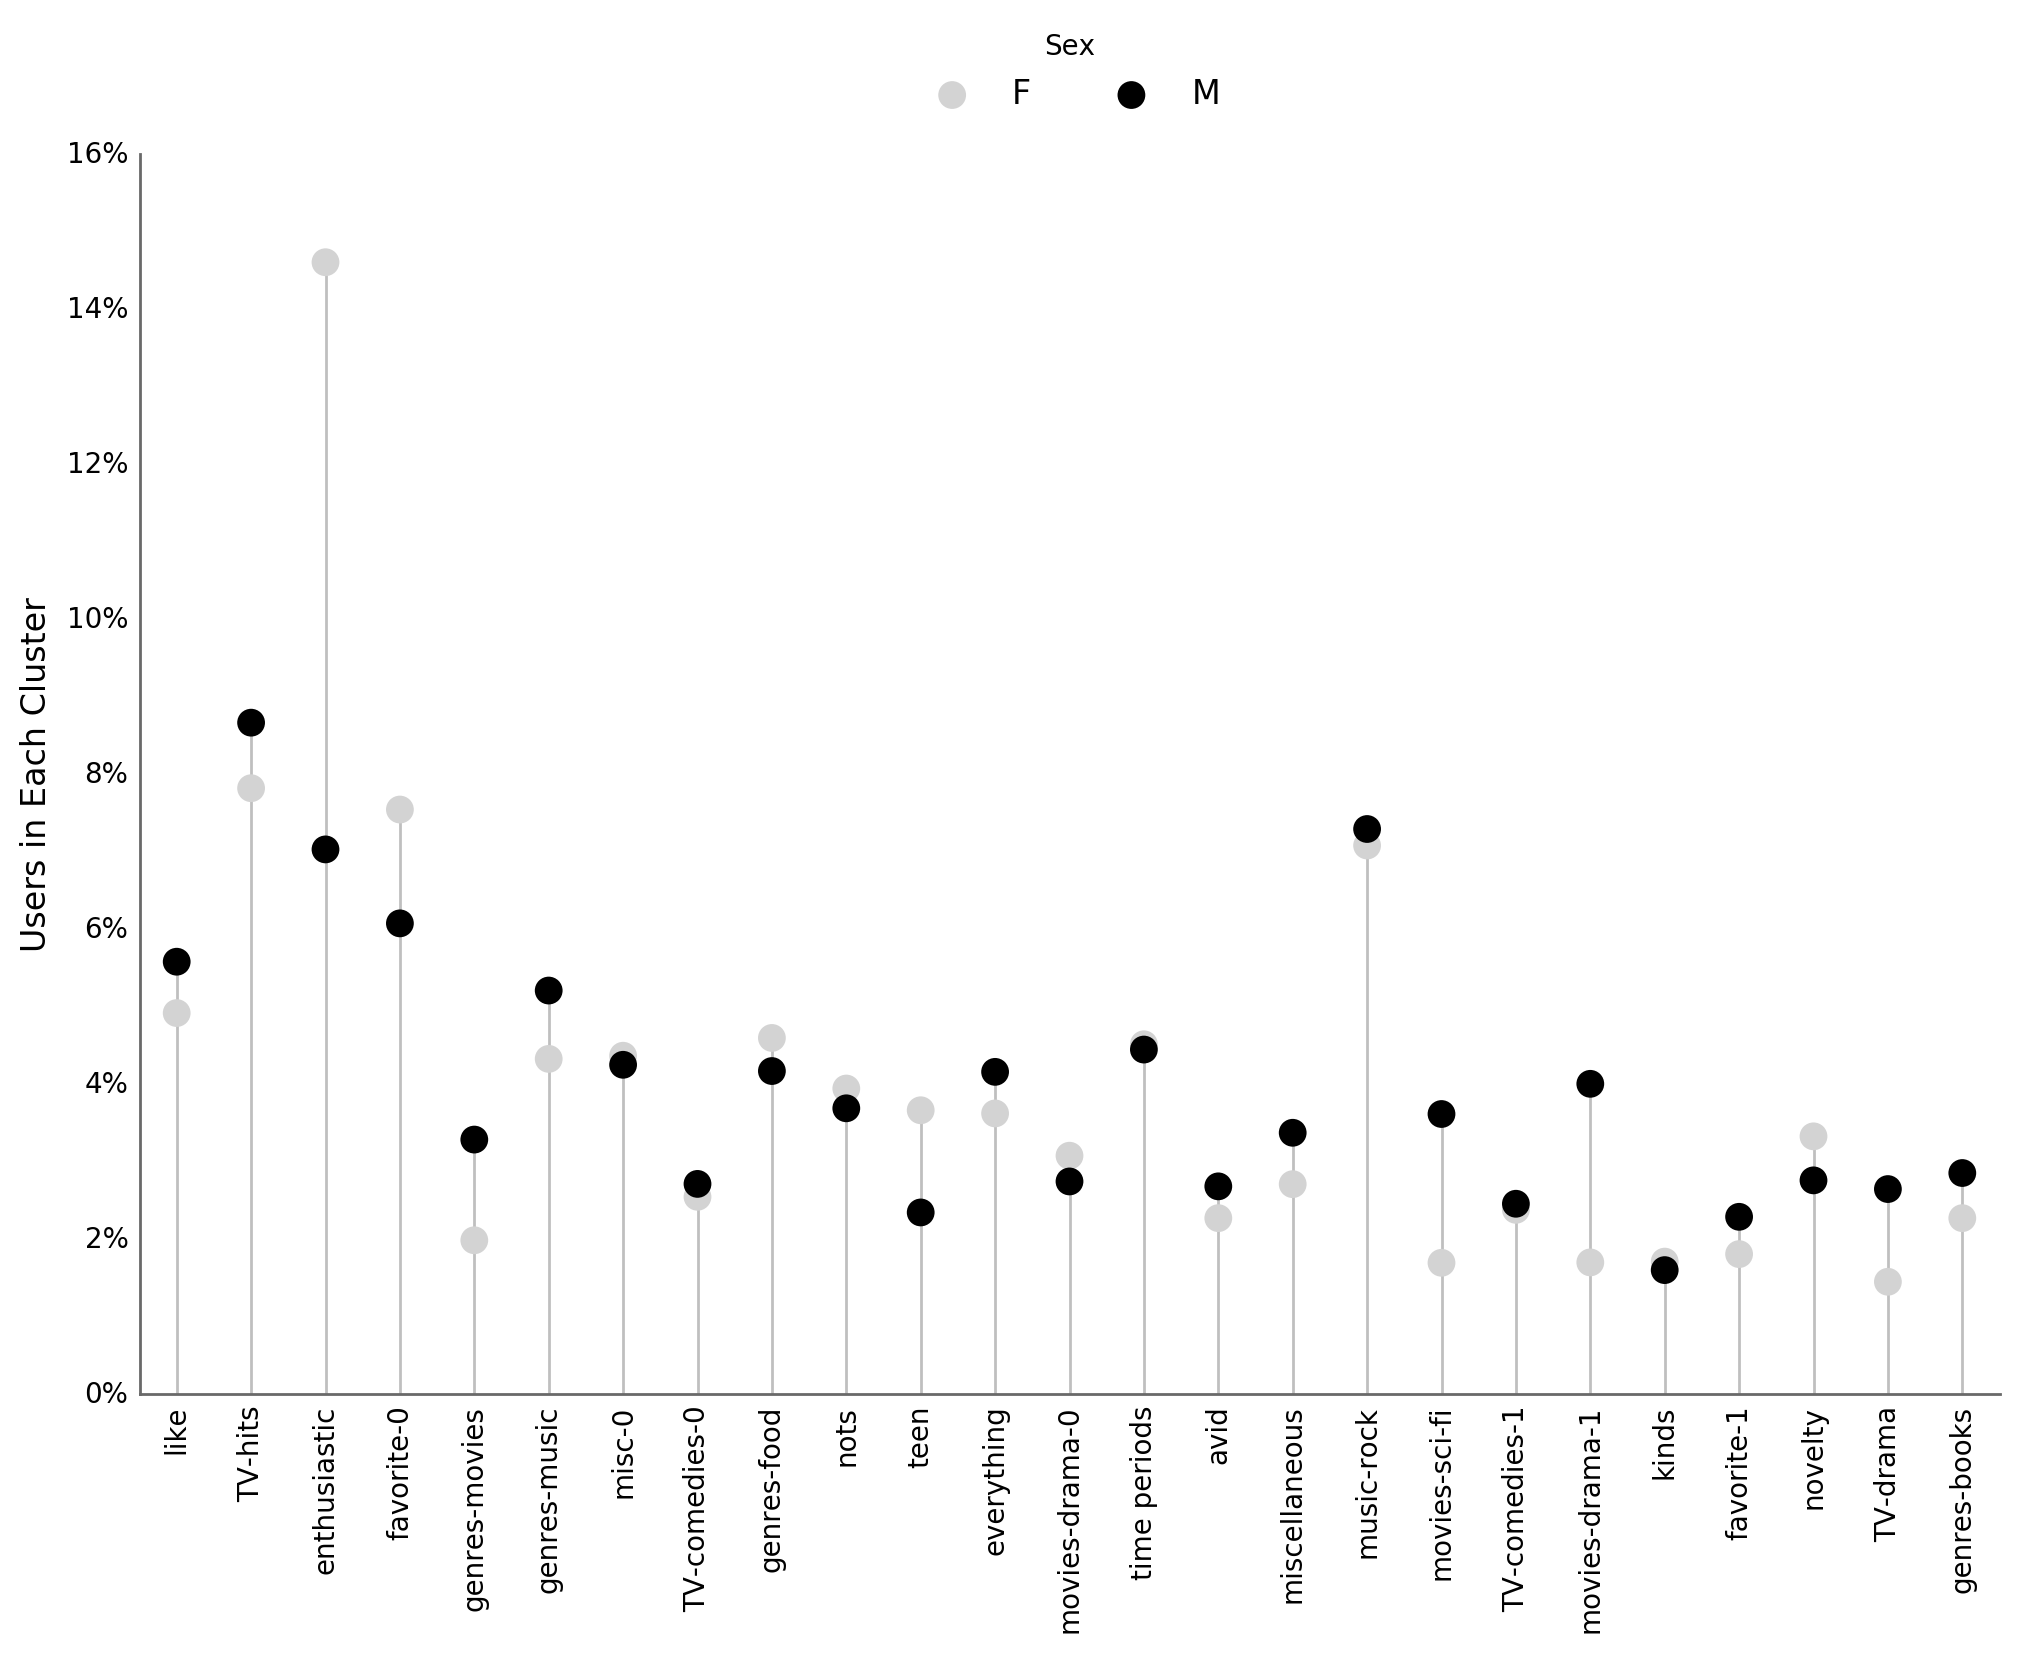 Sex
F M
16%
14%
12%
10%
8%
6%
4%
2%
0%
Users in Each Cluster
like
TV-hits
enthusiastic
favorite-0
genres-movies
genres-music
misc-0
TV-comedies-0
genres-food
nots
teen
everything
movies-drama-0
time periods
avid
miscellaneous
music-rock
movies-sci-fi
TV-comedies-1
movies-drama-1
kinds
favorite-1
novelty
TV-drama
genres-books